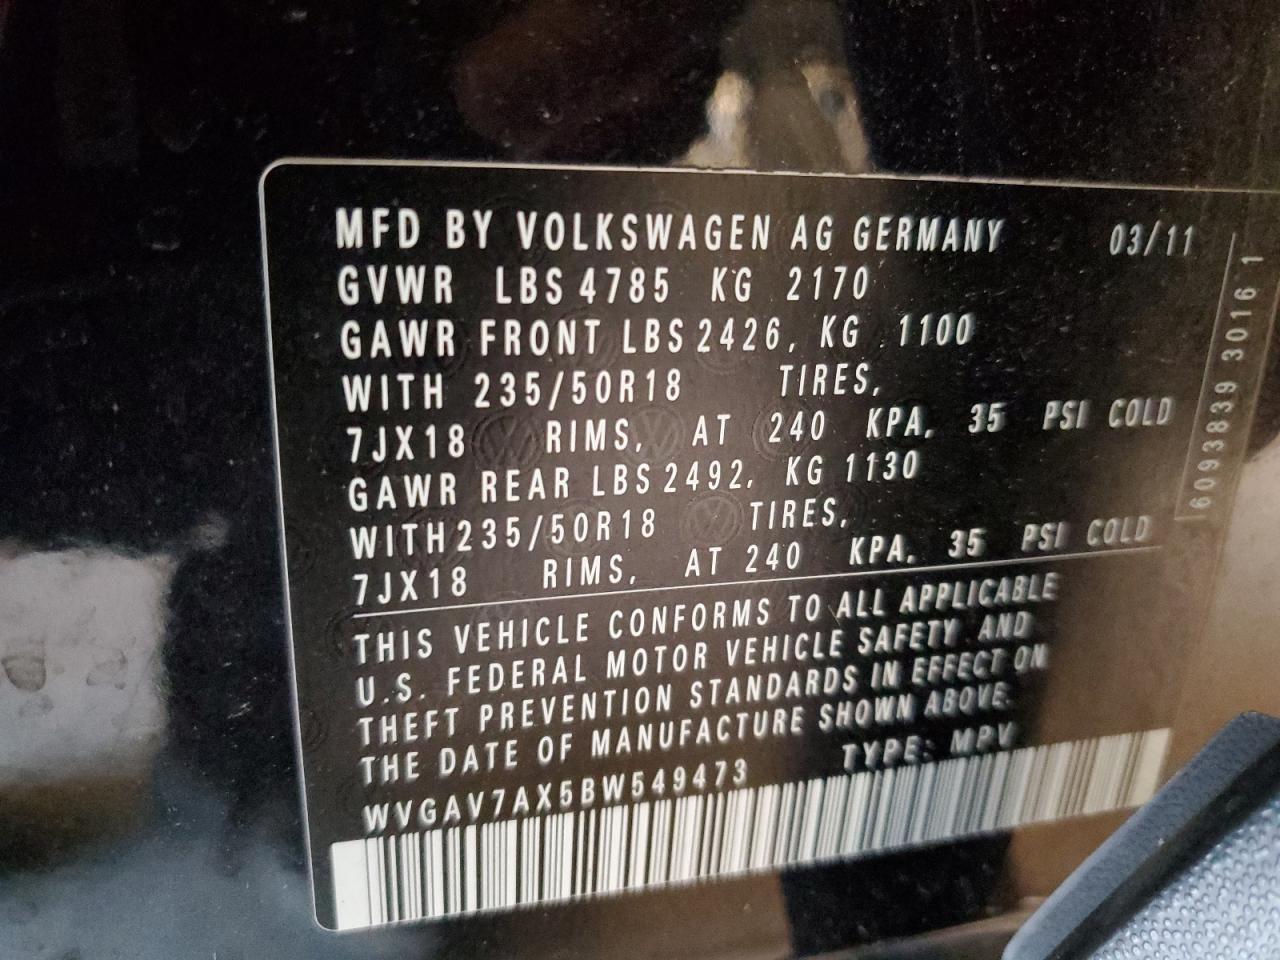 MFD BY VOLKSWAGEN AG GERMANY 03/11
GVWR LBS 4785 KG 2170
GAWR FRONT LBS 2426, KG 1100
WITH 235/50R18 TIRES,
7JX18 RIMS, AT 240 KPA, 35 PSI COLD
GAWR REAR LBS 2492, KG 1130
WITH 235/50R18 TIRES,
7JX18 RIMS, AT 240 KPA, 35 PSI COLD
THIS VEHICLE CONFORMS TO ALL APPLICABLE
U.S. FEDERAL MOTOR VEHICLE SAFETY AND
THEFT PREVENTION STANDARDS IN EFFECT ON
THE DATE OF MANUFACTURE SHOWN ABOVE.
WVGAV7AX5BW549473 TYPE: MPV
6093839 3016 1